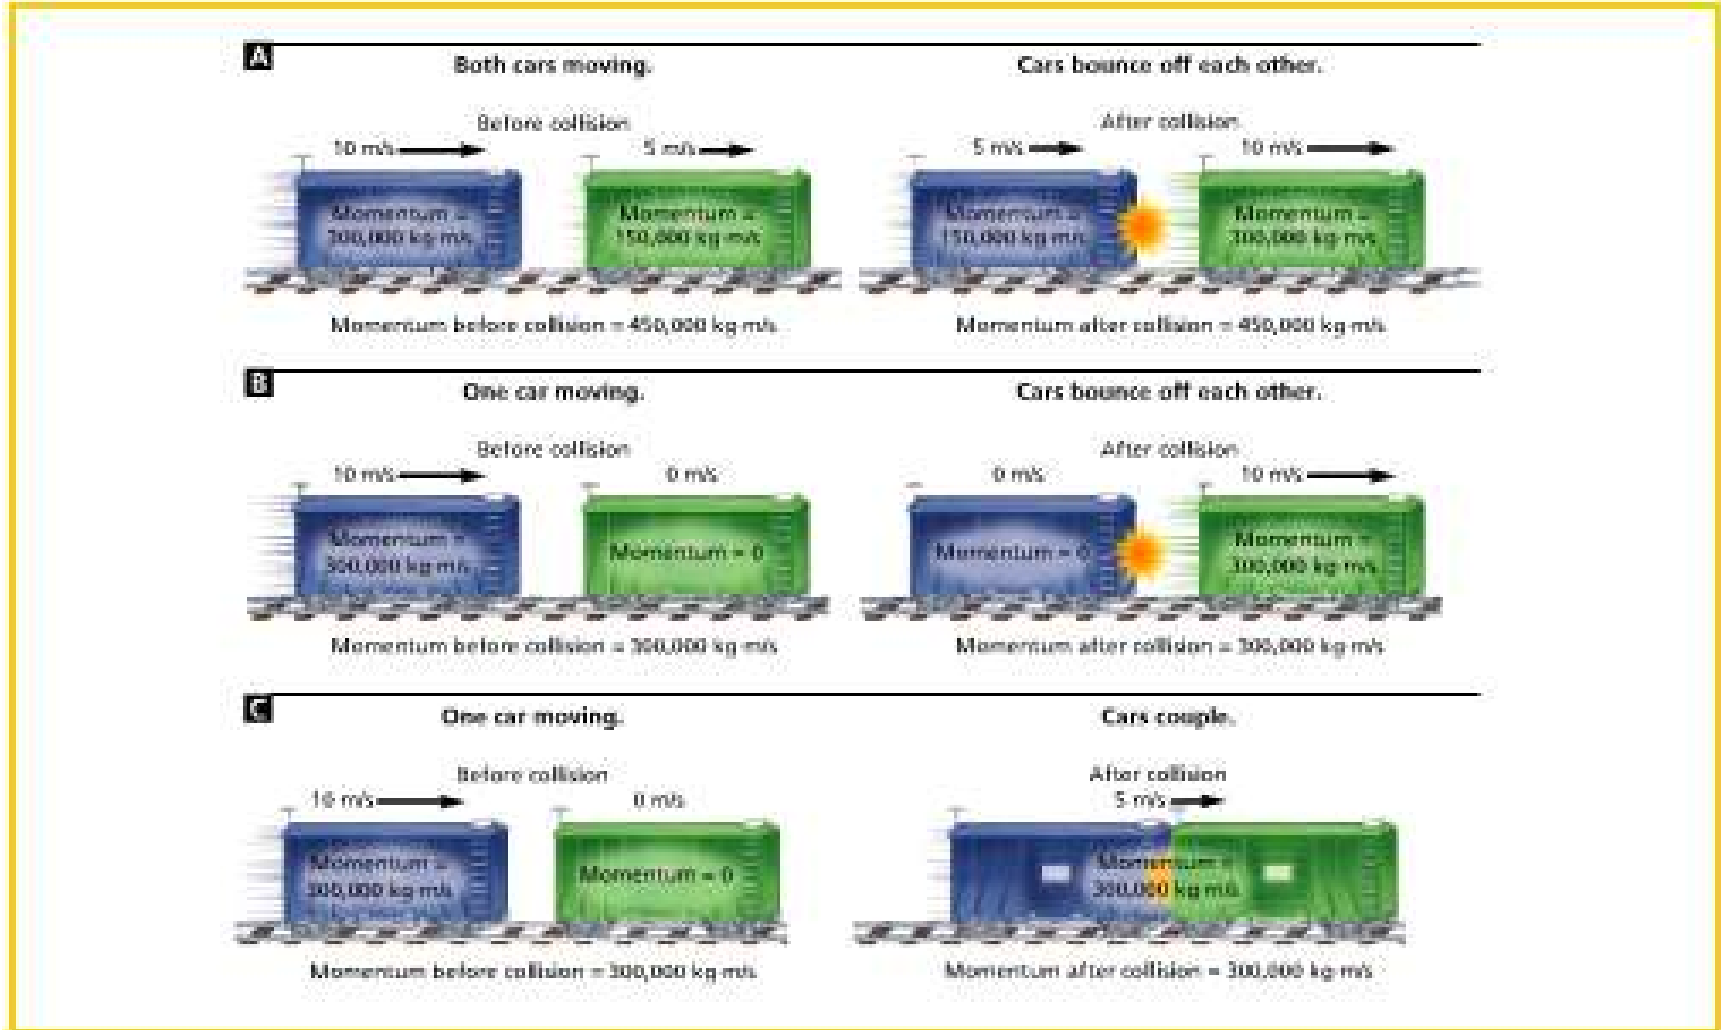 A
Both cars moving. Cars bounce off each other.
Before collision After collision
10 m/s 5 m/s 5 m/s 10 m/s
Momentum = Momentum = Momentum = Momentum =
300,000 kg·m/s 150,000 kg·m/s 150,000 kg·m/s 300,000 kg·m/s
Momentum before collision = 450,000 kg·m/s Momentum after collision = 450,000 kg·m/s
B
One car moving. Cars bounce off each other.
Before collision After collision
10 m/s 0 m/s 0 m/s 10 m/s
Momentum = Momentum = 0 Momentum = 0 Momentum =
300,000 kg·m/s 300,000 kg·m/s
Momentum before collision = 300,000 kg·m/s Momentum after collision = 300,000 kg·m/s
C
One car moving. Cars couple.
Before collision After collision
10 m/s 0 m/s 5 m/s
Momentum = Momentum = 0 Momentum =
300,000 kg·m/s 300,000 kg·m/s
Momentum before collision = 300,000 kg·m/s Momentum after collision = 300,000 kg·m/s